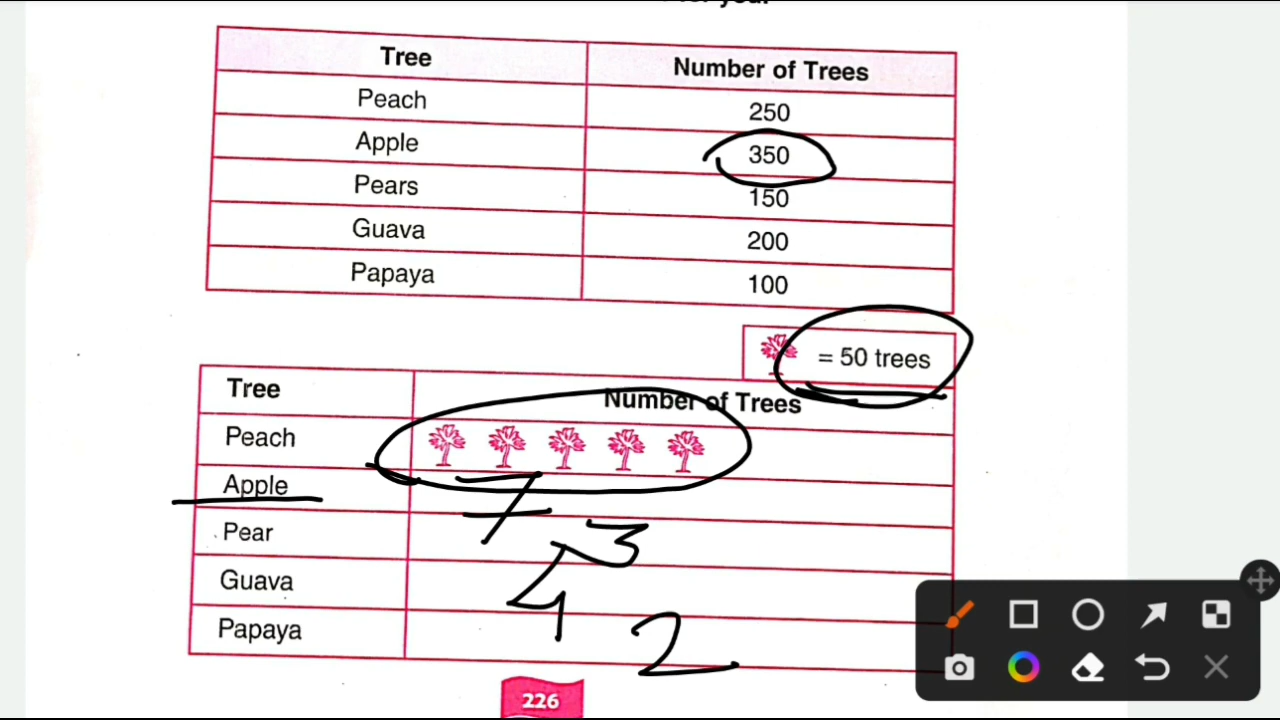 Tree Number of Trees
Peach 250
Apple 350
Pears 150
Guava 200
Papaya 100
= 50 trees
Tree Number of Trees
Peach
Apple 7
Pear 3
Guava 4
Papaya 2
226